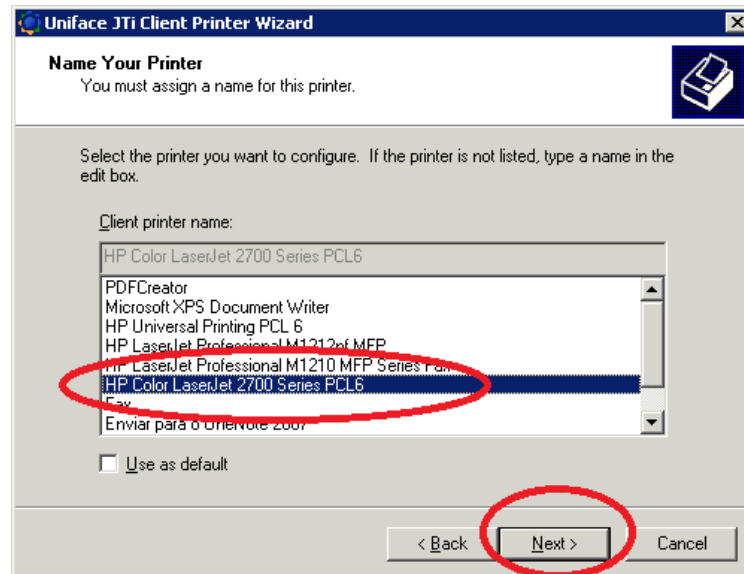 Uniface JTi Client Printer Wizard
Name Your Printer
You must assign a name for this printer.
Select the printer you want to configure. If the printer is not listed, type a name in the
edit box.
Client printer name:
HP Color LaserJet 2700 Series PCL6
PDFCreator
Microsoft XPS Document Writer
HP Universal Printing PCL 6
HP LaserJet Professional M1212nf MFP
HP LaserJet Professional M1210 MFP Series Fax
HP Color LaserJet 2700 Series PCL6
Fax
Enviar para o OneNote 2007
Use as default
< Back Next > Cancel